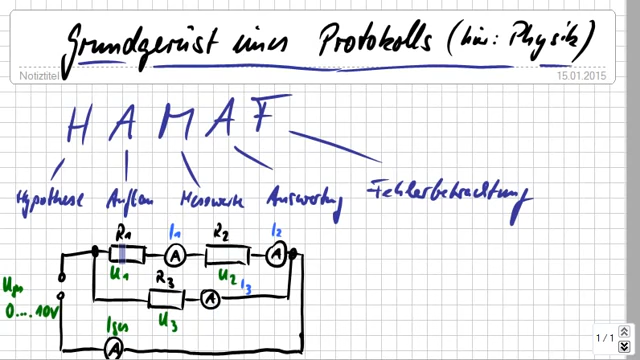 Grundgerüst eines Protokolls (hier: Physik)
Notiztitel 15.01.2015
H A M A F
Hypothese Aufbau Messwerte Auswertung Fehlerbetrachtung
R1 I1 R2 I2
U1 U2
Uges R3 I3
0....10V U3
Iges
A A A A
1 / 1